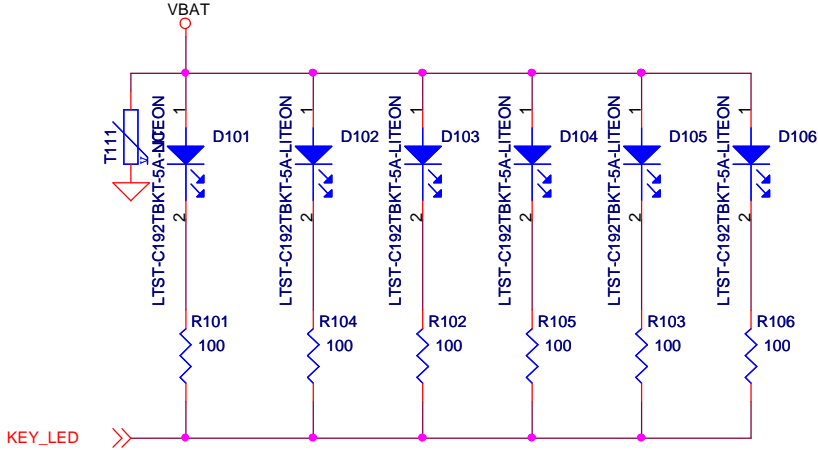 VBAT
T111
1
D101
LTST-C192TBKT-5A-LITEON
2
R101
100
1
D102
LTST-C192TBKT-5A-LITEON
2
R104
100
1
D103
LTST-C192TBKT-5A-LITEON
2
R102
100
1
D104
LTST-C192TBKT-5A-LITEON
2
R105
100
1
D105
LTST-C192TBKT-5A-LITEON
2
R103
100
1
D106
LTST-C192TBKT-5A-LITEON
2
R106
100
KEY_LED